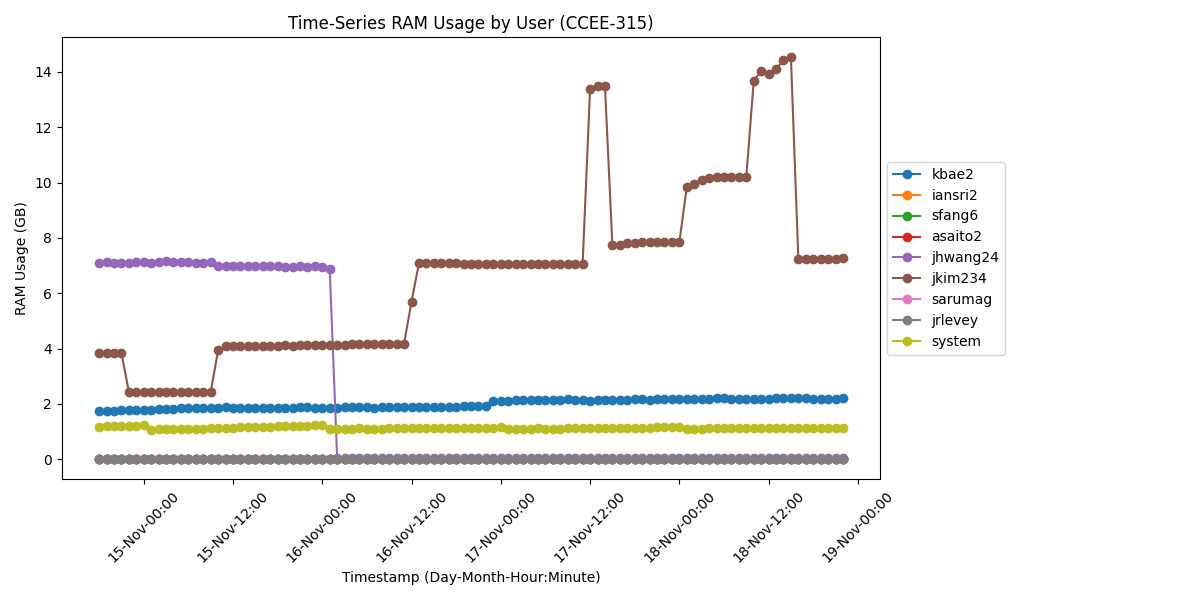 Time-Series RAM Usage by User (CCEE-315)
RAM Usage (GB)
14
12
10
8
6
4
2
0
15-Nov-00:00
15-Nov-12:00
16-Nov-00:00
16-Nov-12:00
17-Nov-00:00
17-Nov-12:00
18-Nov-00:00
18-Nov-12:00
19-Nov-00:00
Timestamp (Day-Month-Hour:Minute)
kbae2
iansri2
sfang6
asaito2
jhwang24
jkim234
sarumag
jrlevey
system